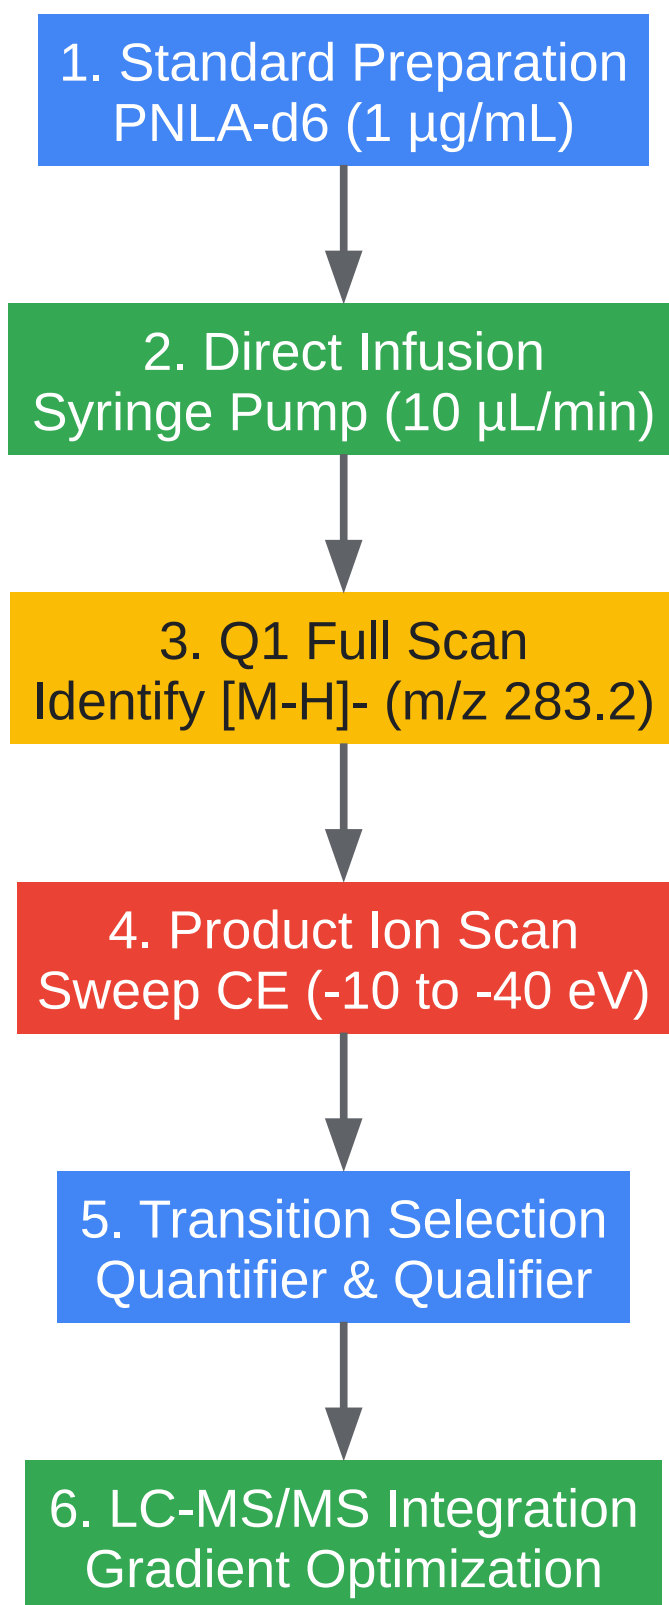 1. Standard Preparation
PNLA-d6 (1 µg/mL)
2. Direct Infusion
Syringe Pump (10 µL/min)
3. Q1 Full Scan
Identify [M-H]- (m/z 283.2)
4. Product Ion Scan
Sweep CE (-10 to -40 eV)
5. Transition Selection
Quantifier & Qualifier
6. LC-MS/MS Integration
Gradient Optimization